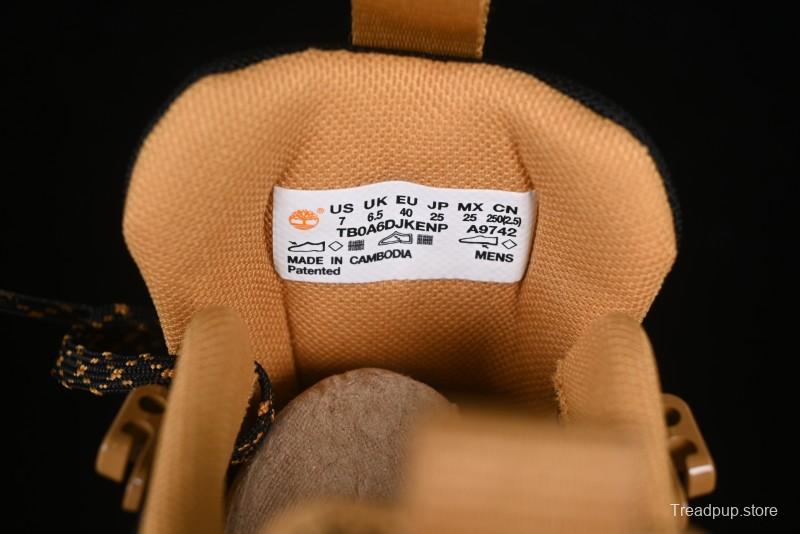 US UK EU JP MX CN
7 6.5 40 25 25 250(2.5)
TB0A6DJKENP A9742
MADE IN CAMBODIA MENS
Patented
Treadpup.store